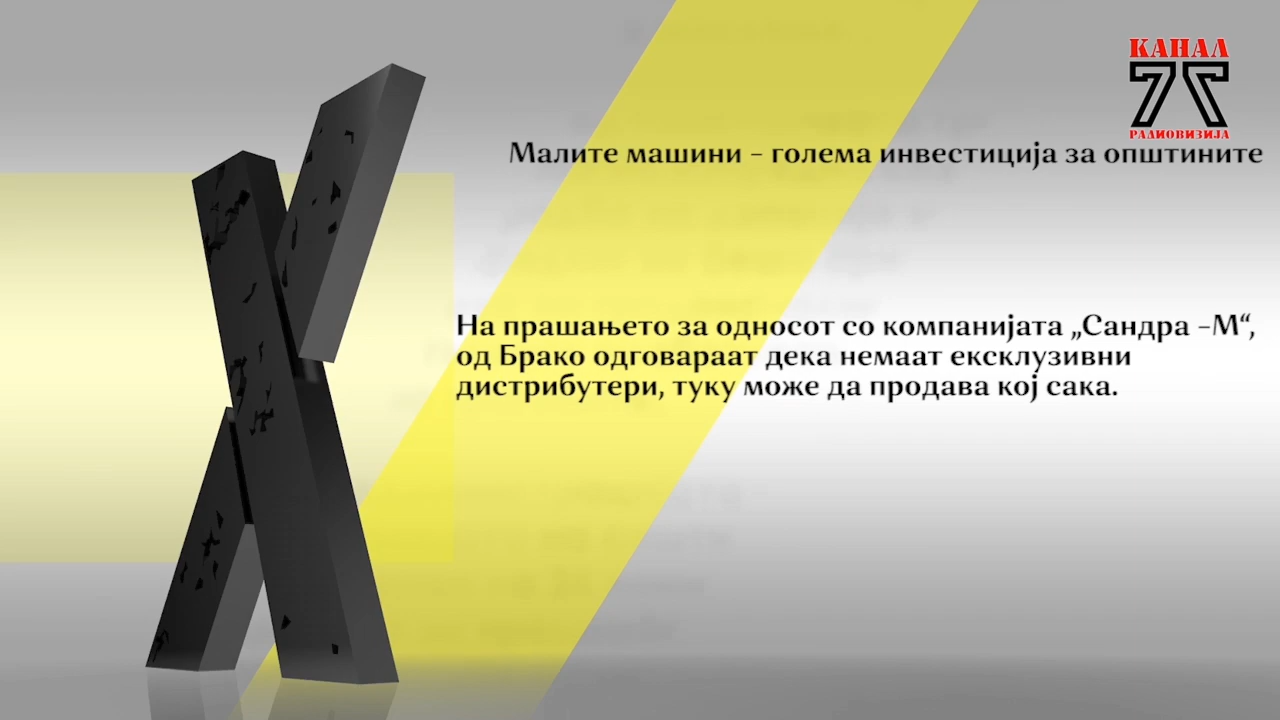 КАНАЛ
77
РАДИОВИЗИЈА
Малите машини – голема инвестиција за општините
На прашањето за односот со компанијата „Сандра –М“,
од Брако одговараат дека немаат ексклузивни
дистрибутери, туку може да продава кој сака.